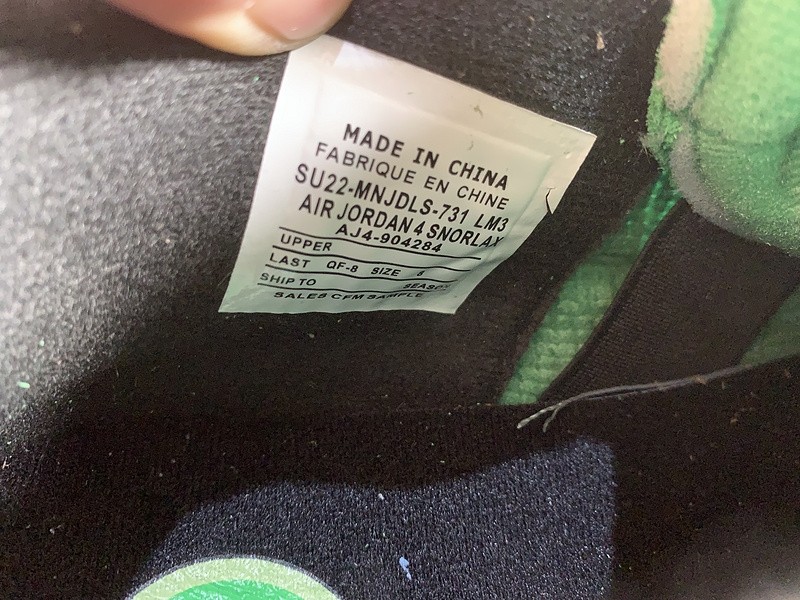 MADE IN CHINA
FABRIQUE EN CHINE
SU22-MNJDLS-731 LM3
AIR JORDAN 4 SNORLAX
AJ4-904284
UPPER
LAST QF-8 SIZE 8
SHIP TO SEASON
SALES CFM SAMPLE